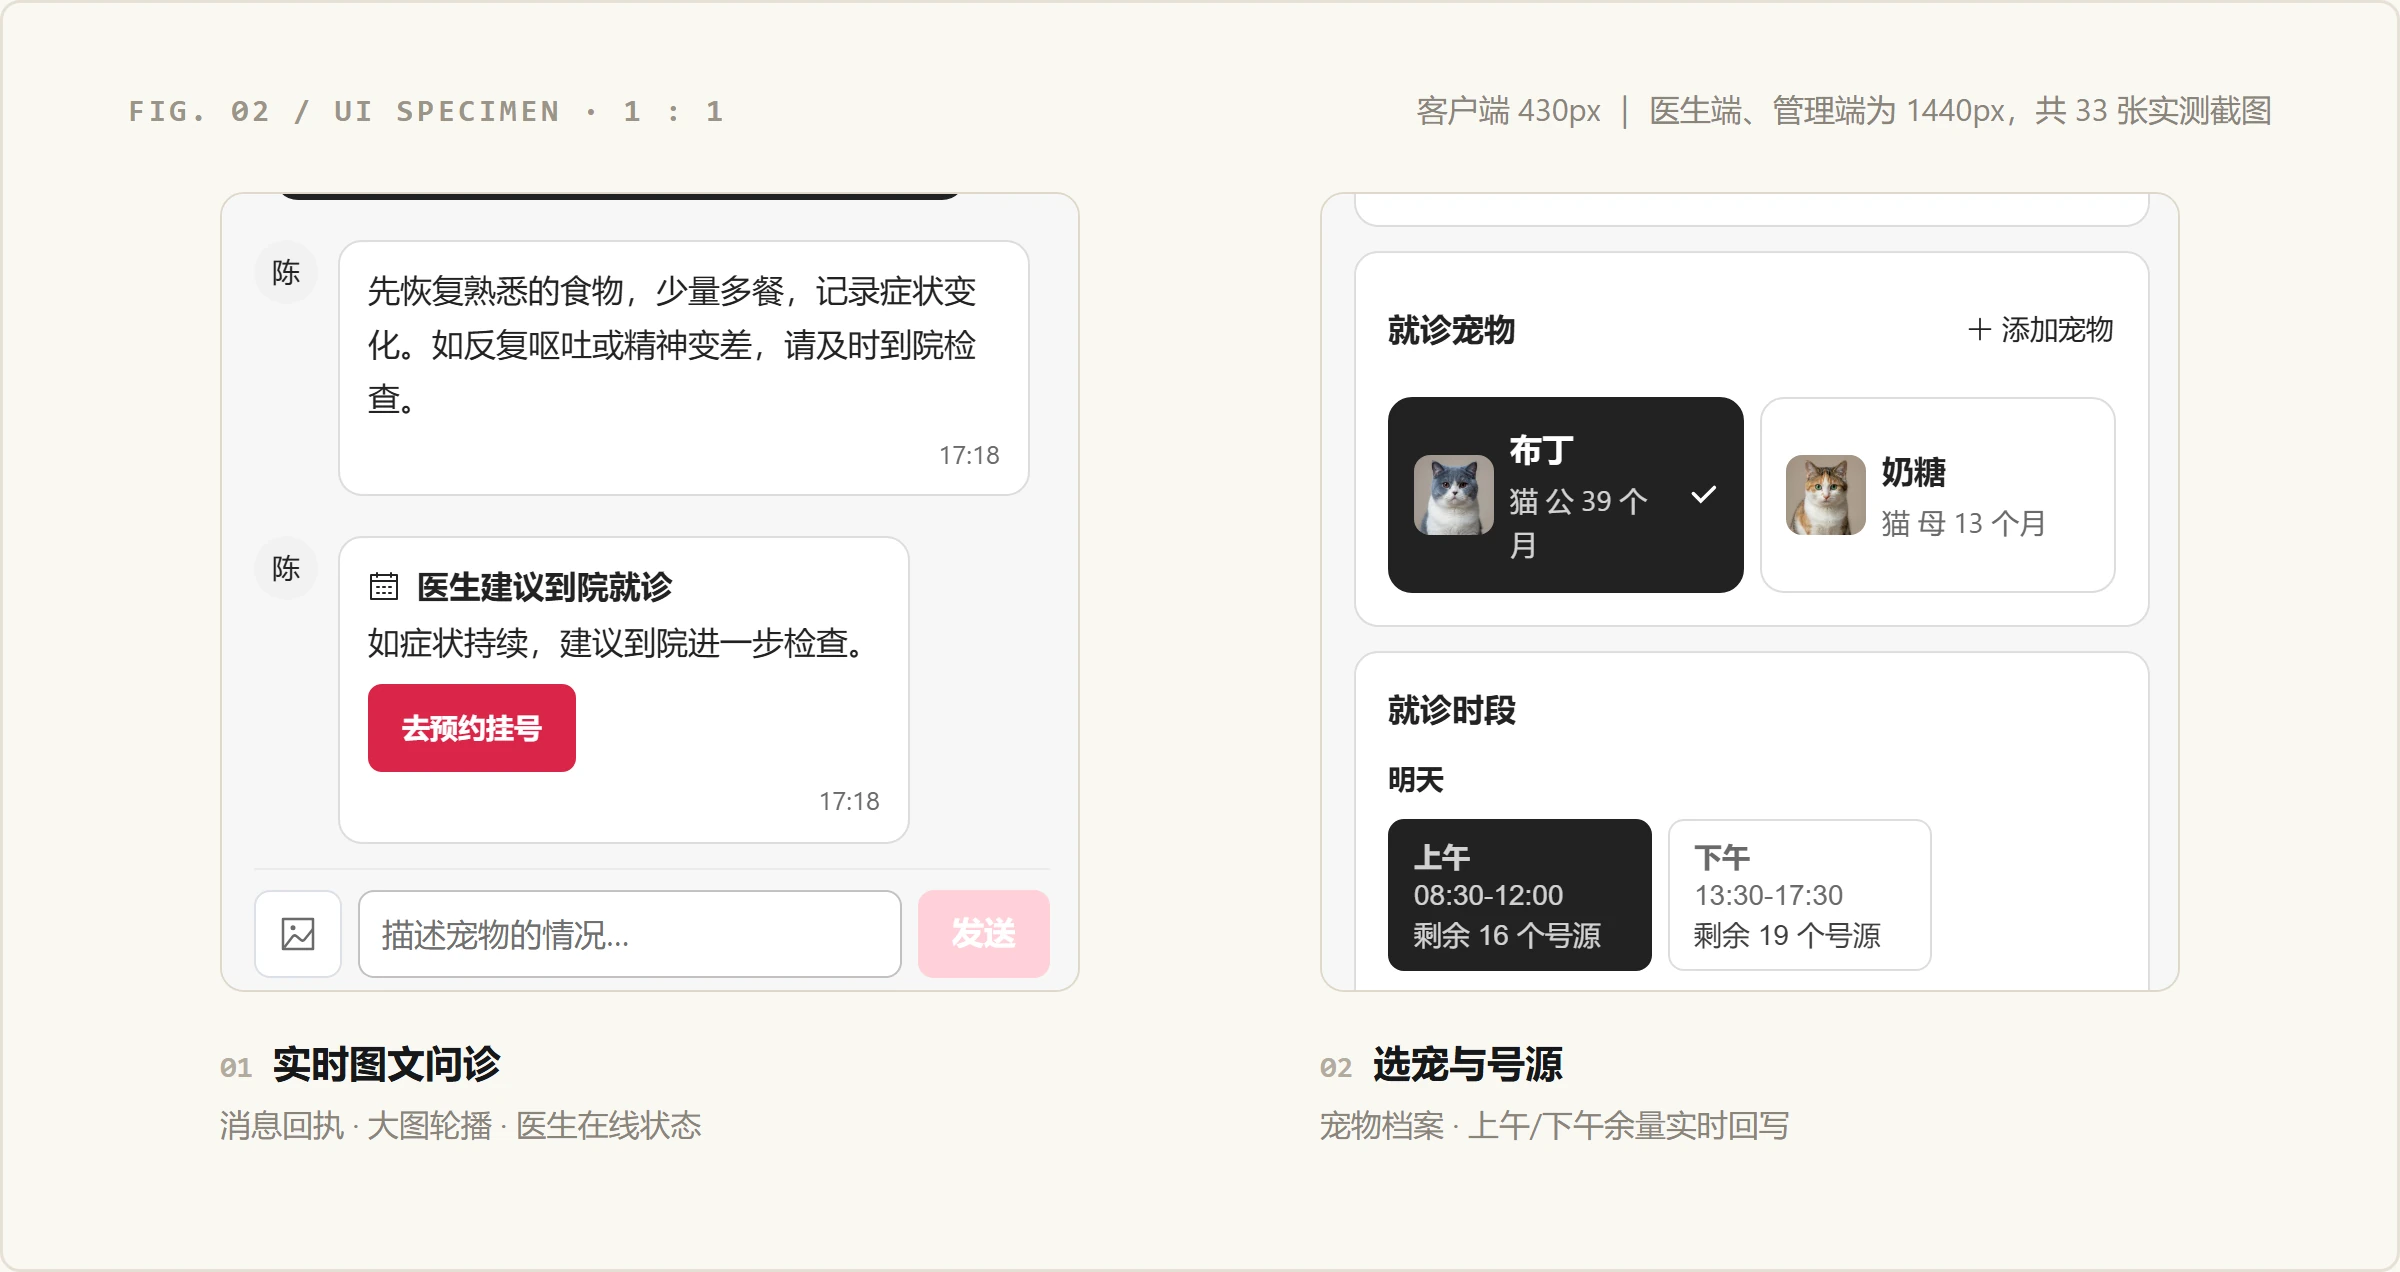 FIG. 02 / UI SPECIMEN · 1 : 1
客户端 430px | 医生端、管理端为 1440px，共 33 张实测截图
陈
先恢复熟悉的食物，少量多餐，记录症状变
化。如反复呕吐或精神变差，请及时到院检
查。
17:18
陈
医生建议到院就诊
如症状持续，建议到院进一步检查。
去预约挂号
17:18
描述宠物的情况...
发送
01 实时图文问诊
消息回执 · 大图轮播 · 医生在线状态
就诊宠物
+ 添加宠物
布丁
猫 公 39 个
月
奶糖
猫 母 13 个月
就诊时段
明天
上午
08:30-12:00
剩余 16 个号源
下午
13:30-17:30
剩余 19 个号源
02 选宠与号源
宠物档案 · 上午/下午余量实时回写